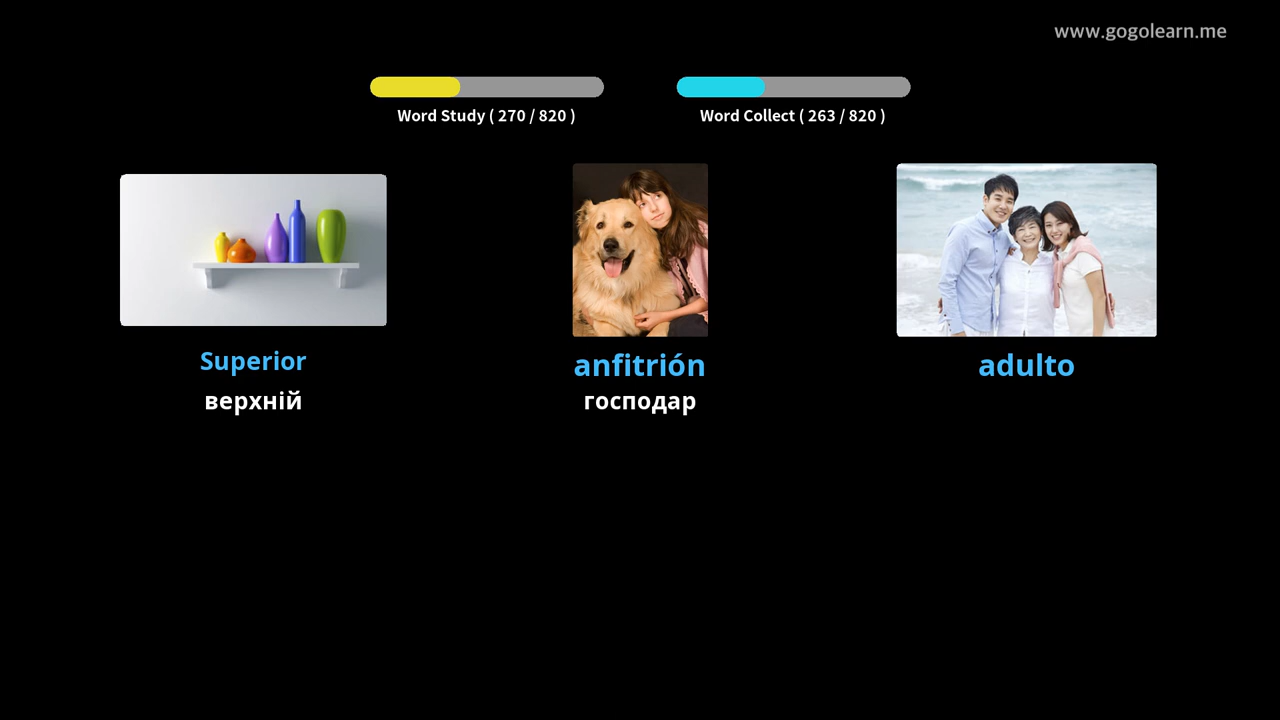 www.gogolearn.me
Word Study ( 270 / 820 )
Word Collect ( 263 / 820 )
Superior
верхній
anfitrión
господар
adulto